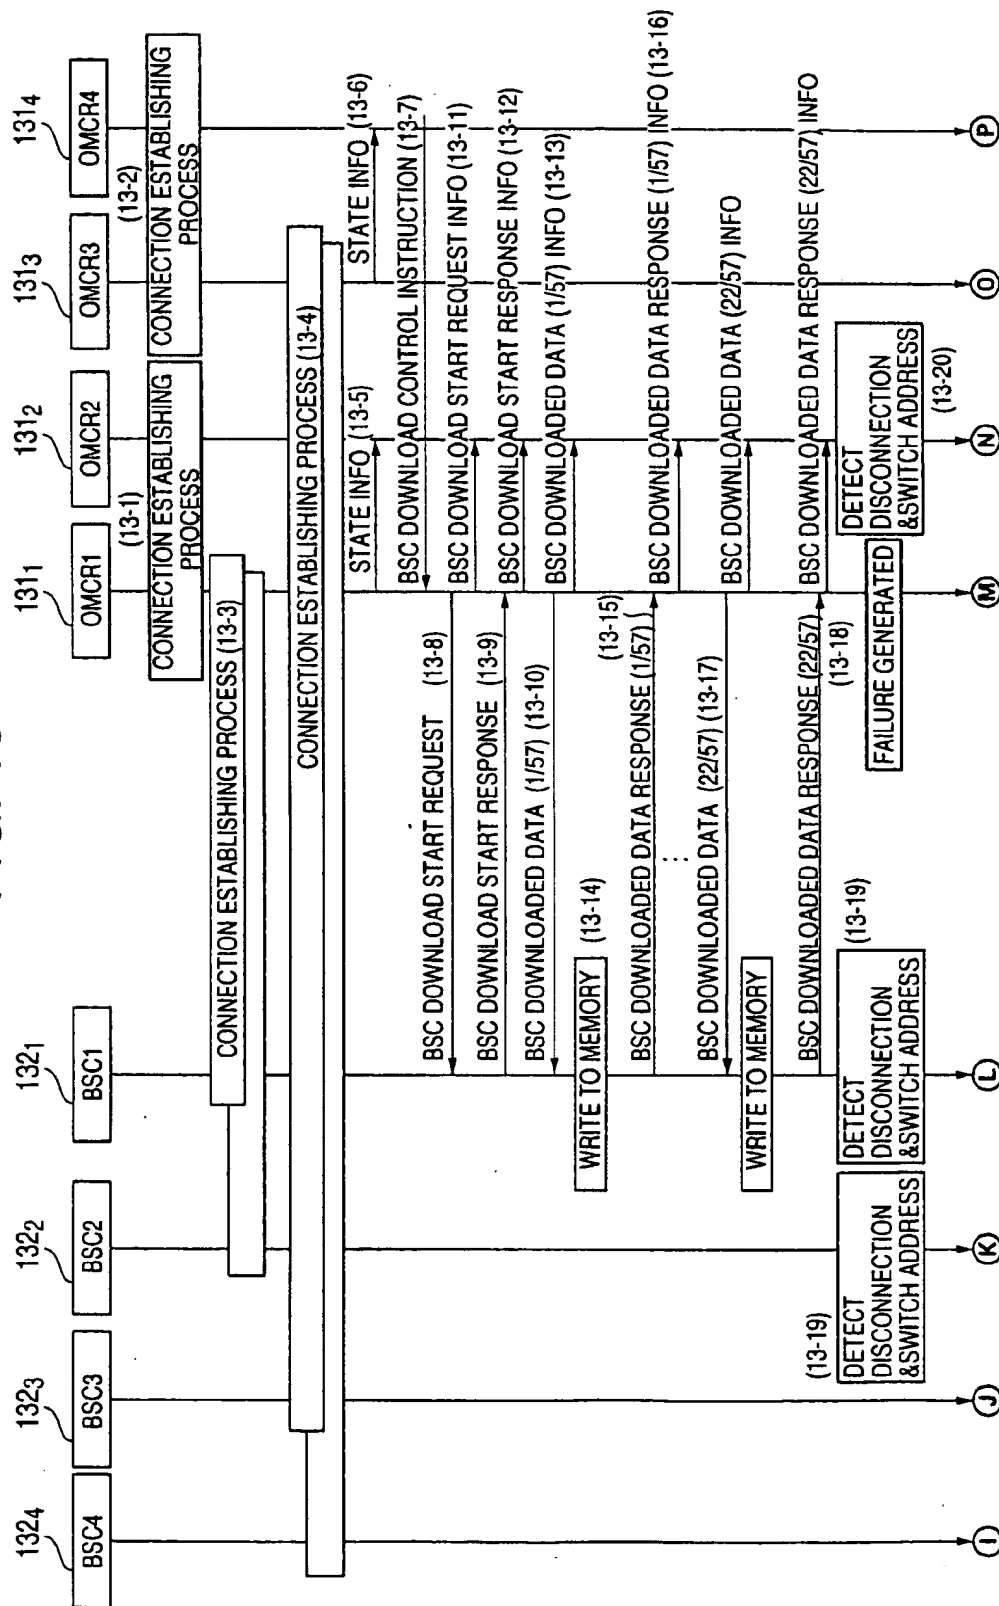 1324
1323
1322
1321
1311
1312
1313
1314
BSC4
BSC3
BSC2
BSC1
OMCR1
OMCR2
OMCR3
OMCR4
(13-1)
(13-2)
CONNECTION ESTABLISHING
PROCESS
CONNECTION ESTABLISHING
PROCESS
CONNECTION ESTABLISHING PROCESS (13-3)
CONNECTION ESTABLISHING PROCESS (13-4)
STATE INFO (13-5)
STATE INFO (13-6)
BSC DOWNLOAD CONTROL INSTRUCTION (13-7)
BSC DOWNLOAD START REQUEST (13-8)
BSC DOWNLOAD START REQUEST INFO (13-11)
BSC DOWNLOAD START RESPONSE (13-9)
BSC DOWNLOAD START RESPONSE INFO (13-12)
BSC DOWNLOADED DATA (1/57) (13-10)
BSC DOWNLOADED DATA (1/57) INFO (13-13)
WRITE TO MEMORY
(13-14)
(13-15)
BSC DOWNLOADED DATA RESPONSE (1/57)
BSC DOWNLOADED DATA RESPONSE (1/57) INFO (13-16)
BSC DOWNLOADED DATA (22/57) (13-17)
BSC DOWNLOADED DATA (22/57) INFO
WRITE TO MEMORY
BSC DOWNLOADED DATA RESPONSE (22/57)
(13-18)
BSC DOWNLOADED DATA RESPONSE (22/57) INFO
(13-19)
DETECT
DISCONNECTION
&SWITCH ADDRESS
(13-19)
DETECT
DISCONNECTION
&SWITCH ADDRESS
FAILURE GENERATED
DETECT
DISCONNECTION
&SWITCH ADDRESS
(13-20)
I
J
K
L
M
N
O
P